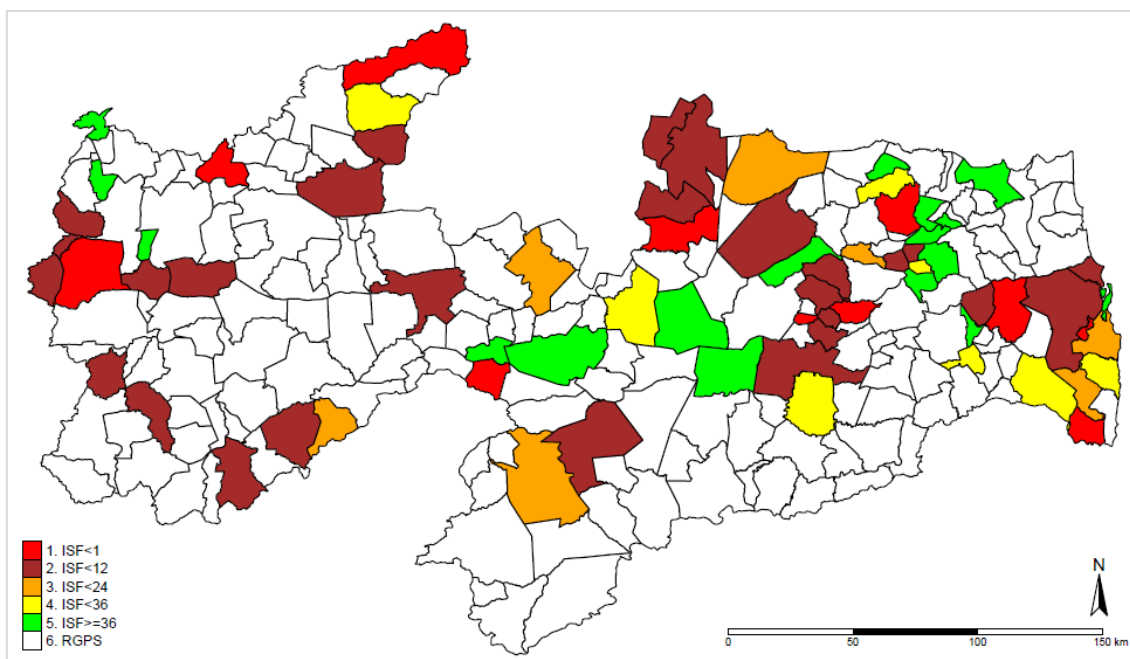 1. ISF<1
2. ISF<12
3. ISF<24
4. ISF<36
5. ISF>=36
6. RGPS
N
0 50 100 150 km